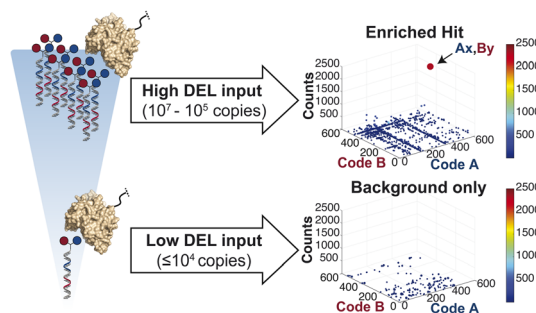 High DEL input
(10⁷ - 10⁵ copies)
Enriched Hit
Ax,By
2500
2000
1500
1000
500
Counts
600
400
200
0
Code B
0
200
400
600
Code A
2500
2000
1500
1000
500
Low DEL input
(≤10⁴ copies)
Background only
2500
2000
1500
1000
500
Counts
600
400
200
0
Code B
0
200
400
600
Code A
2500
2000
1500
1000
500